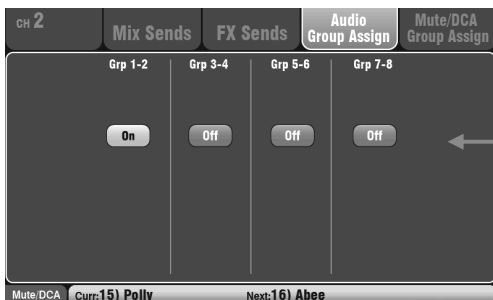 CH 2
Mix Sends
FX Sends
Audio
Group Assign
Mute/DCA
Group Assign
Grp 1-2
Grp 3-4
Grp 5-6
Grp 7-8
On
Off
Off
Off
Mute/DCA
Curr:15) Polly
Next:16) Abee